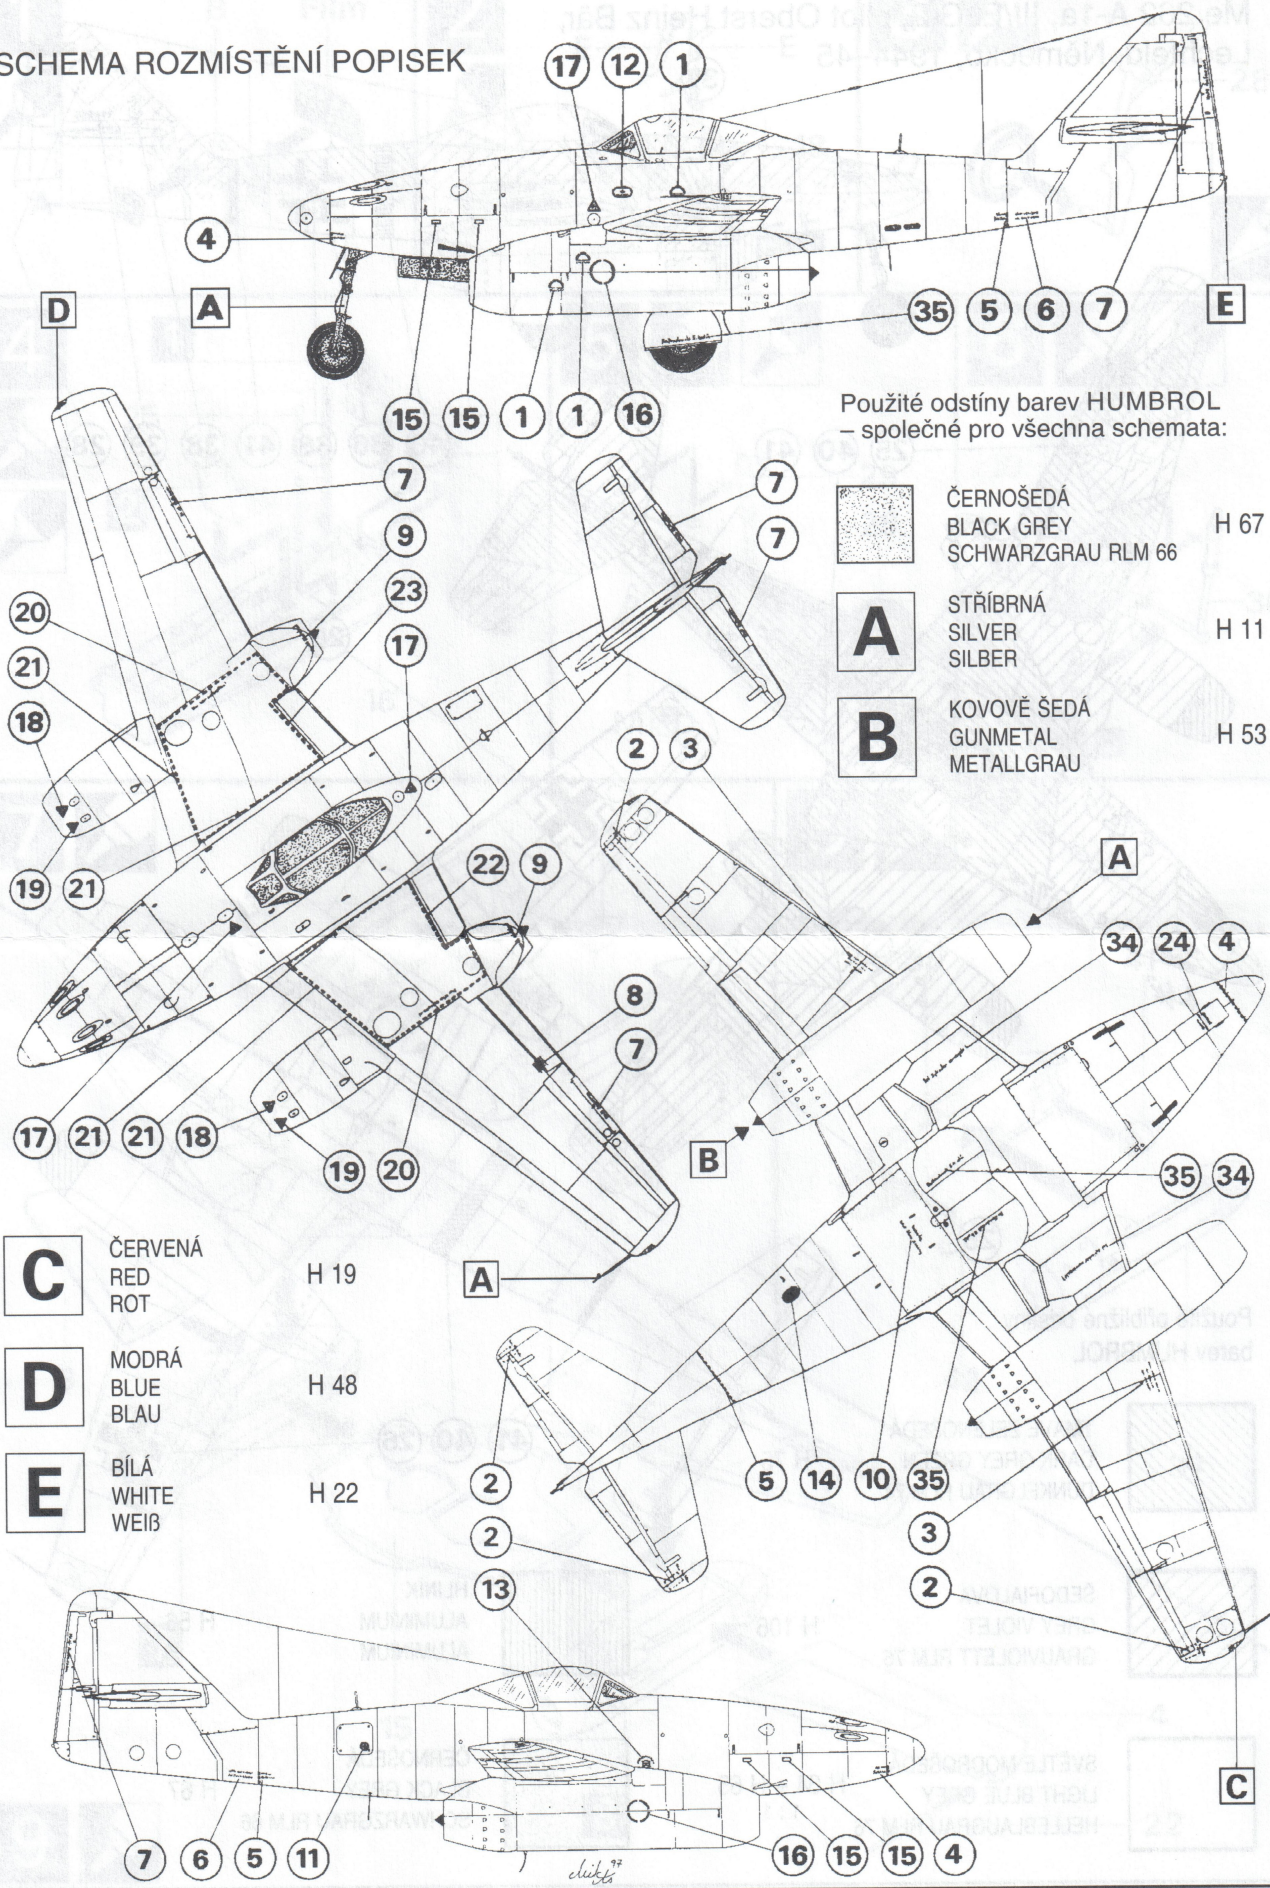 SCHEMA ROZMÍSTĚNÍ POPISEK
17 12 1
4
D A
35 5 6 7 E
15 15 1 1 16
Použité odstíny barev HUMBROL
– společné pro všechna schemata:
ČERNOŠEDÁ
BLACK GREY H 67
SCHWARZGRAU RLM 66
A
STŘÍBRNÁ
SILVER H 11
SILBER
B
KOVOVĚ ŠEDÁ
GUNMETAL H 53
METALLGRAU
7
9
23
17
20
21
18
19 21
7
7
22 9
8
7
17 21 21 18
19 20
A
2 3
A
34 24 4
B
35 34
5 14 10 35
2
2
3
2
C
C
ČERVENÁ
RED H 19
ROT
D
MODRÁ
BLUE H 48
BLAU
E
BÍLÁ
WHITE H 22
WEIß
13
7 6 5 11
16 15 15 4
97